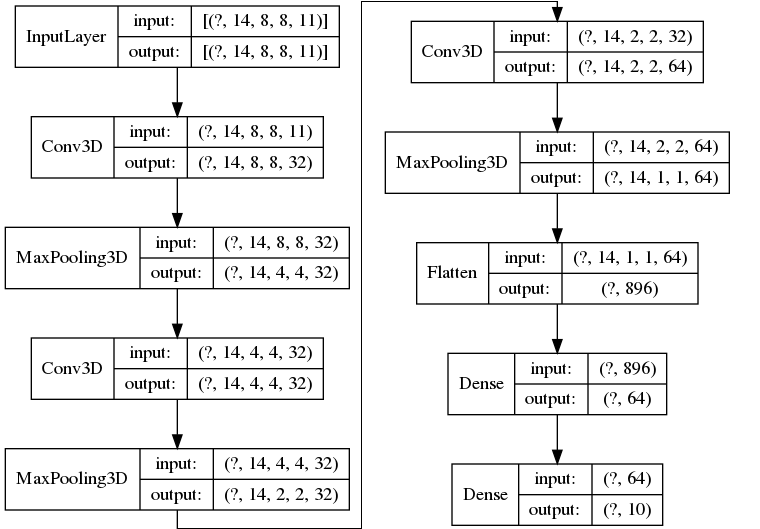 InputLayer
input: [(?, 14, 8, 8, 11)]
output: [(?, 14, 8, 8, 11)]
Conv3D
input: (?, 14, 8, 8, 11)
output: (?, 14, 8, 8, 32)
MaxPooling3D
input: (?, 14, 8, 8, 32)
output: (?, 14, 4, 4, 32)
Conv3D
input: (?, 14, 4, 4, 32)
output: (?, 14, 4, 4, 32)
MaxPooling3D
input: (?, 14, 4, 4, 32)
output: (?, 14, 2, 2, 32)
Conv3D
input: (?, 14, 2, 2, 32)
output: (?, 14, 2, 2, 64)
MaxPooling3D
input: (?, 14, 2, 2, 64)
output: (?, 14, 1, 1, 64)
Flatten
input: (?, 14, 1, 1, 64)
output: (?, 896)
Dense
input: (?, 896)
output: (?, 64)
Dense
input: (?, 64)
output: (?, 10)